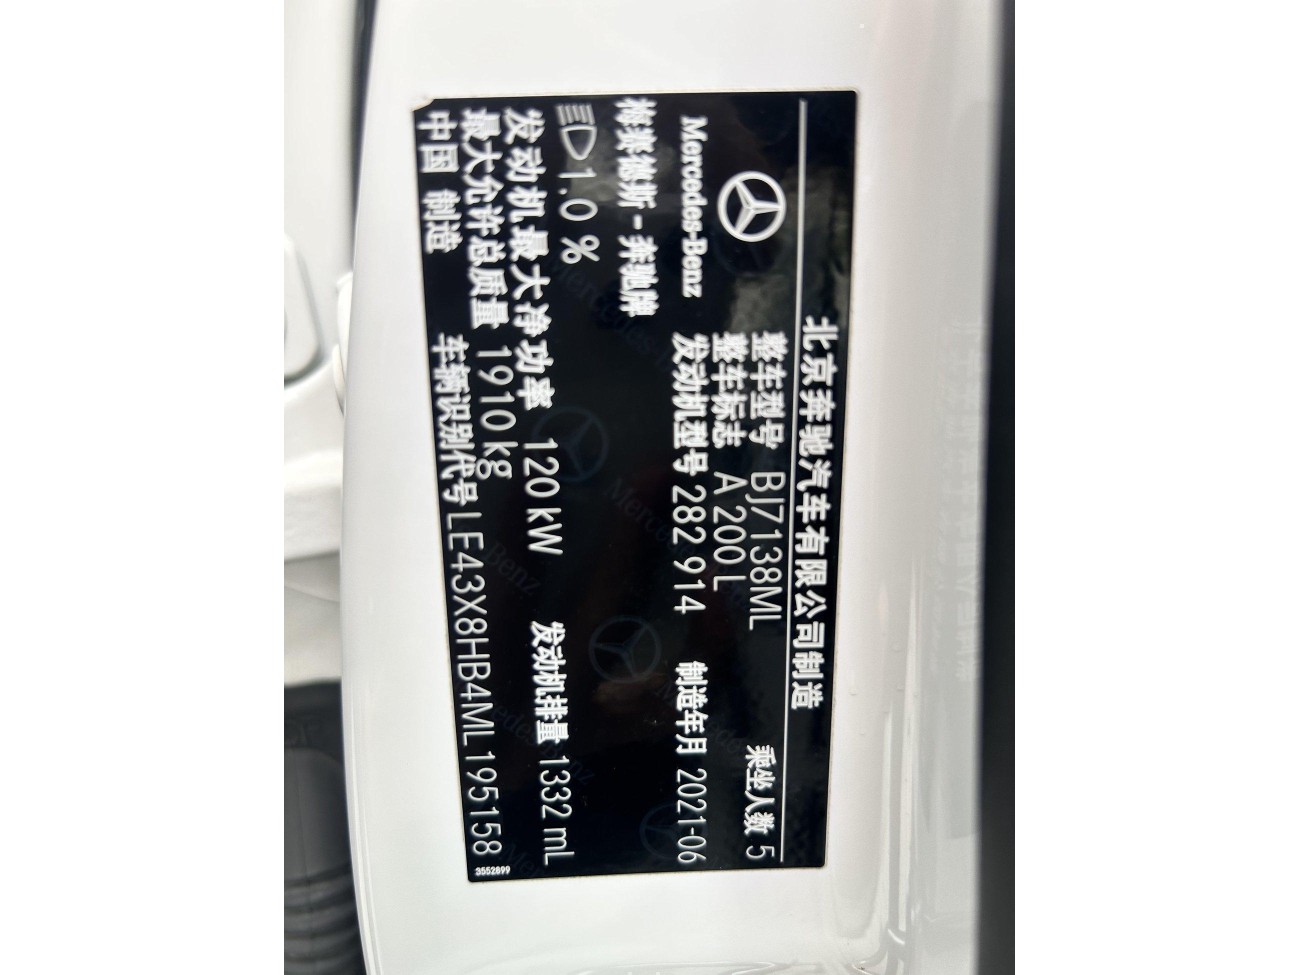 北京奔驰汽车有限公司制造
整车型号 BJ7138ML 乘坐人数 5
整车标志 A 200 L
Mercedes-Benz 发动机型号 282 914 制造年月 2021-06
梅赛德斯-奔驰牌
1.0 %
发动机最大净功率 120 kW 发动机排量 1332 mL
最大允许总质量 1910 kg
中国 制造 车辆识别代号 LE43X8HB4ML195158
3552899